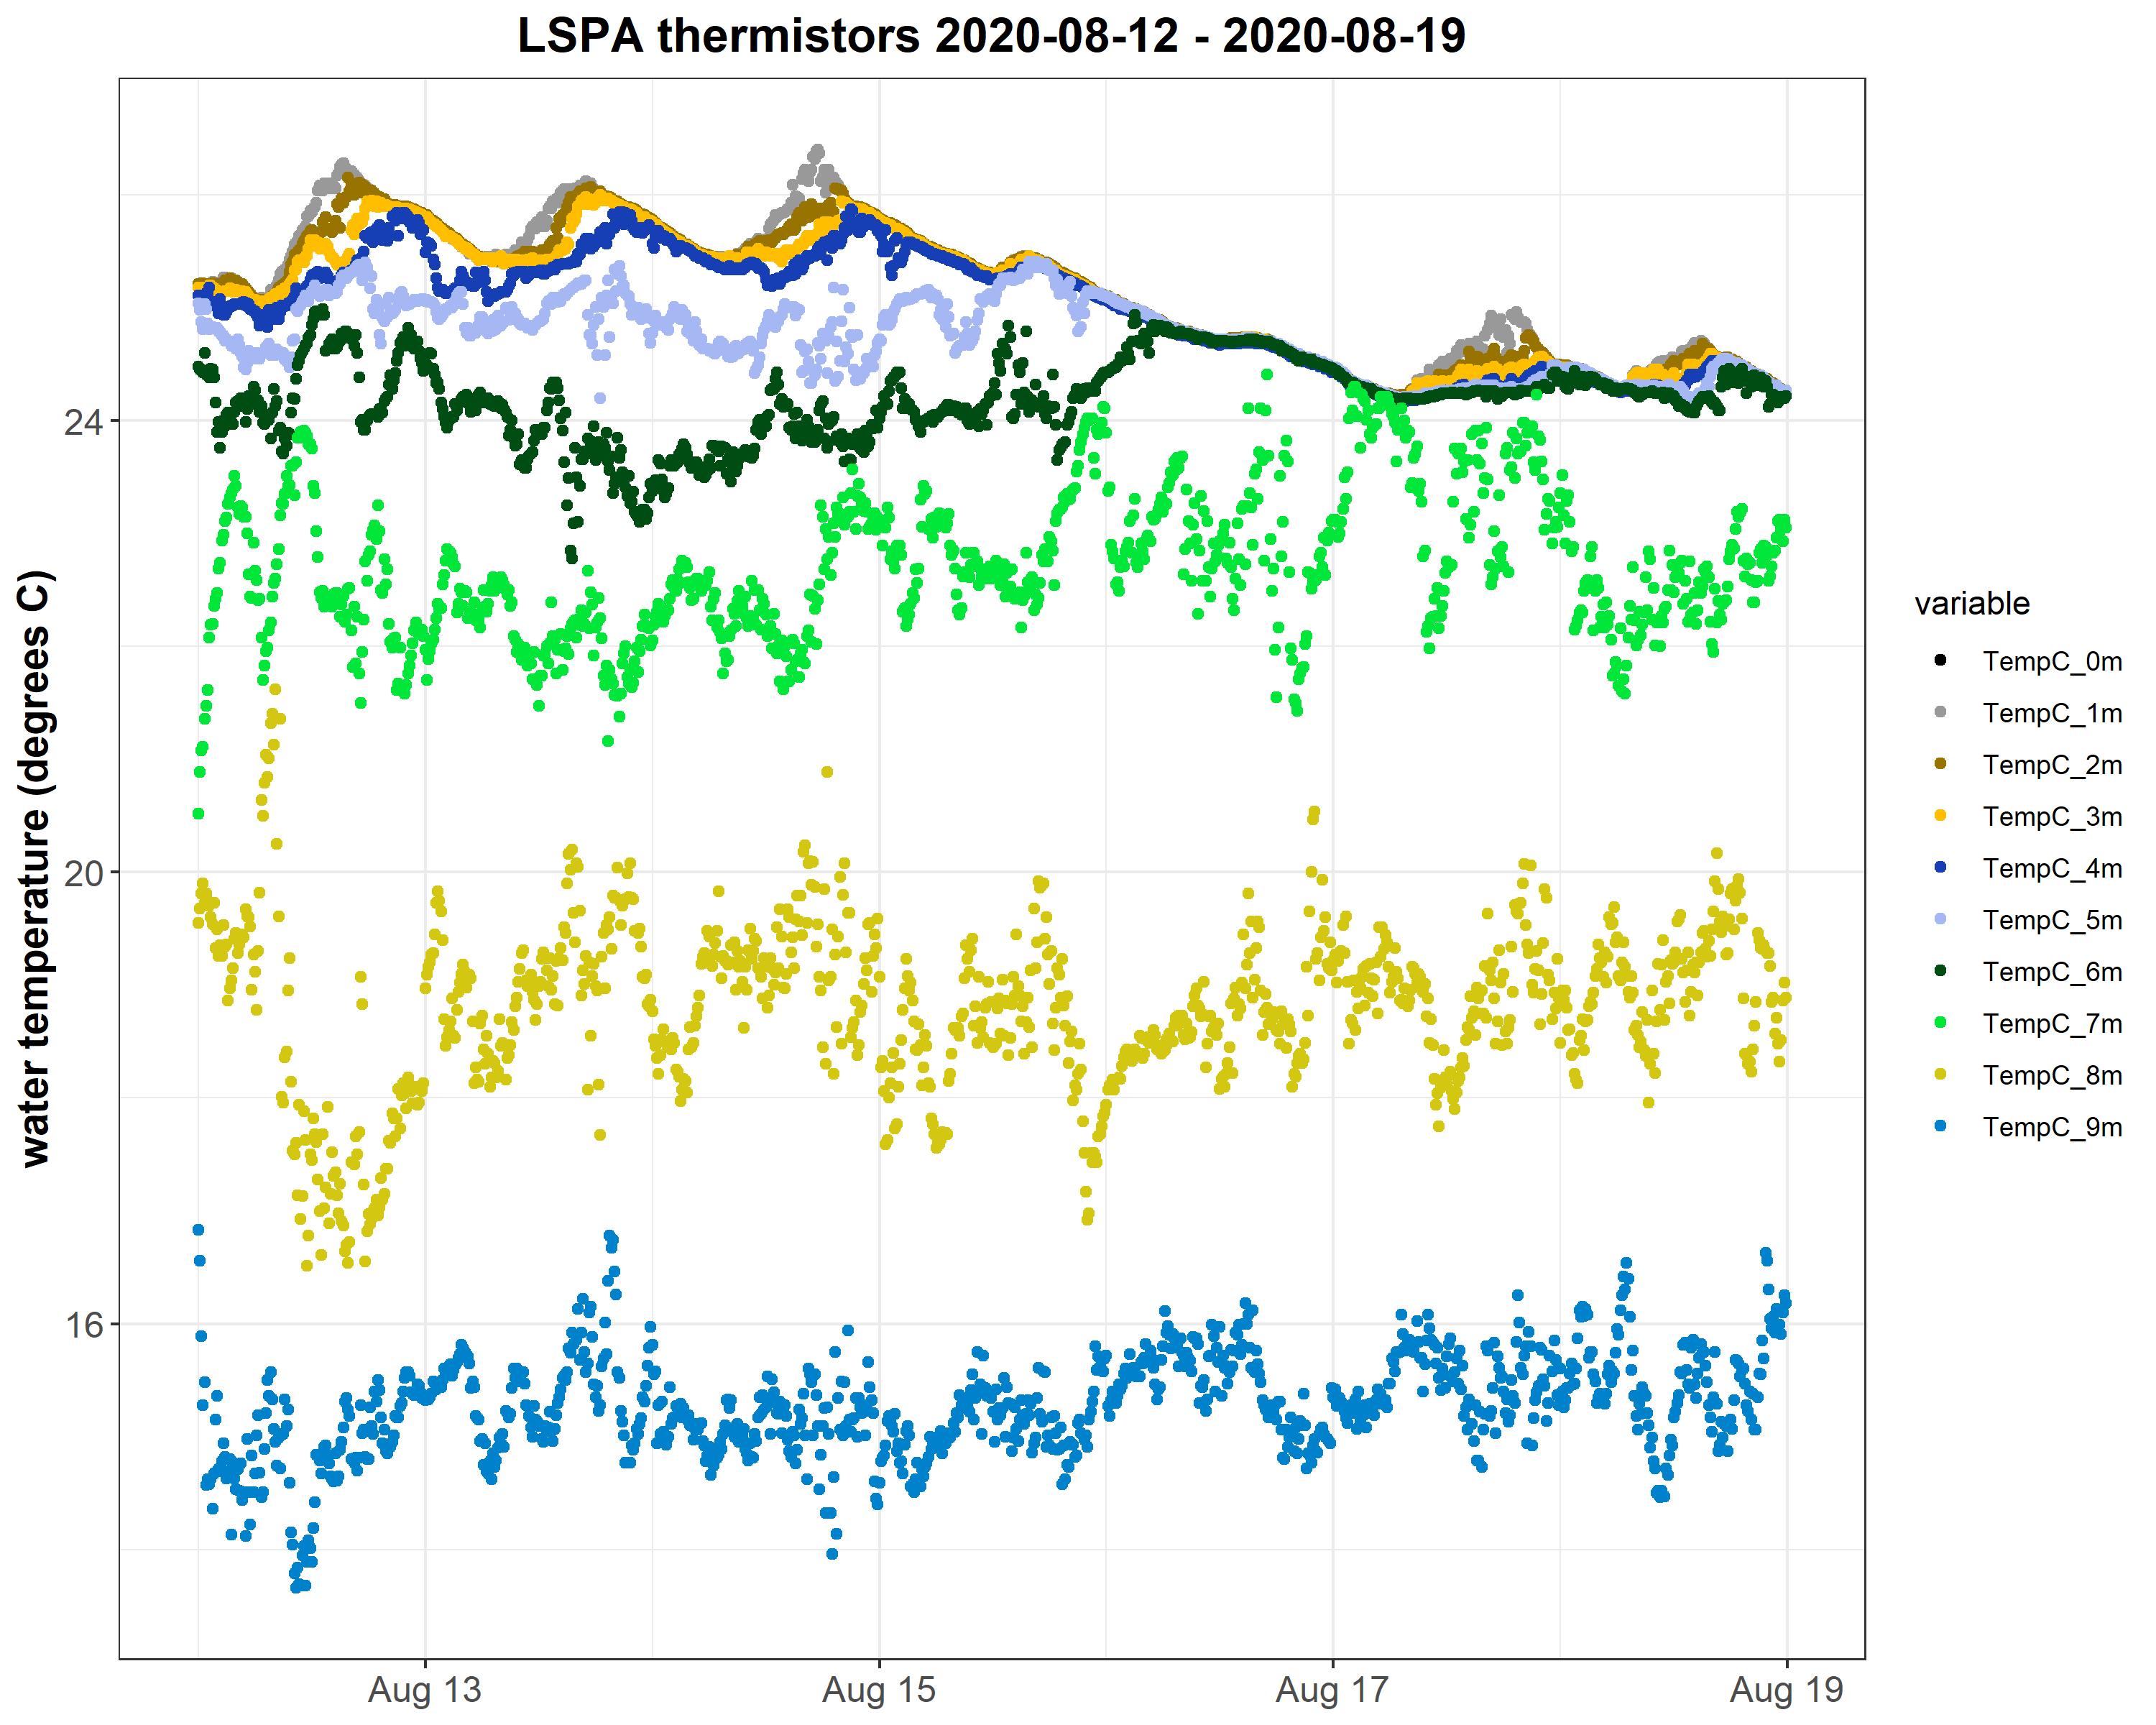 LSPA thermistors 2020-08-12 - 2020-08-19
water temperature (degrees C)
24
20
16
Aug 13
Aug 15
Aug 17
Aug 19
variable
TempC_0m
TempC_1m
TempC_2m
TempC_3m
TempC_4m
TempC_5m
TempC_6m
TempC_7m
TempC_8m
TempC_9m